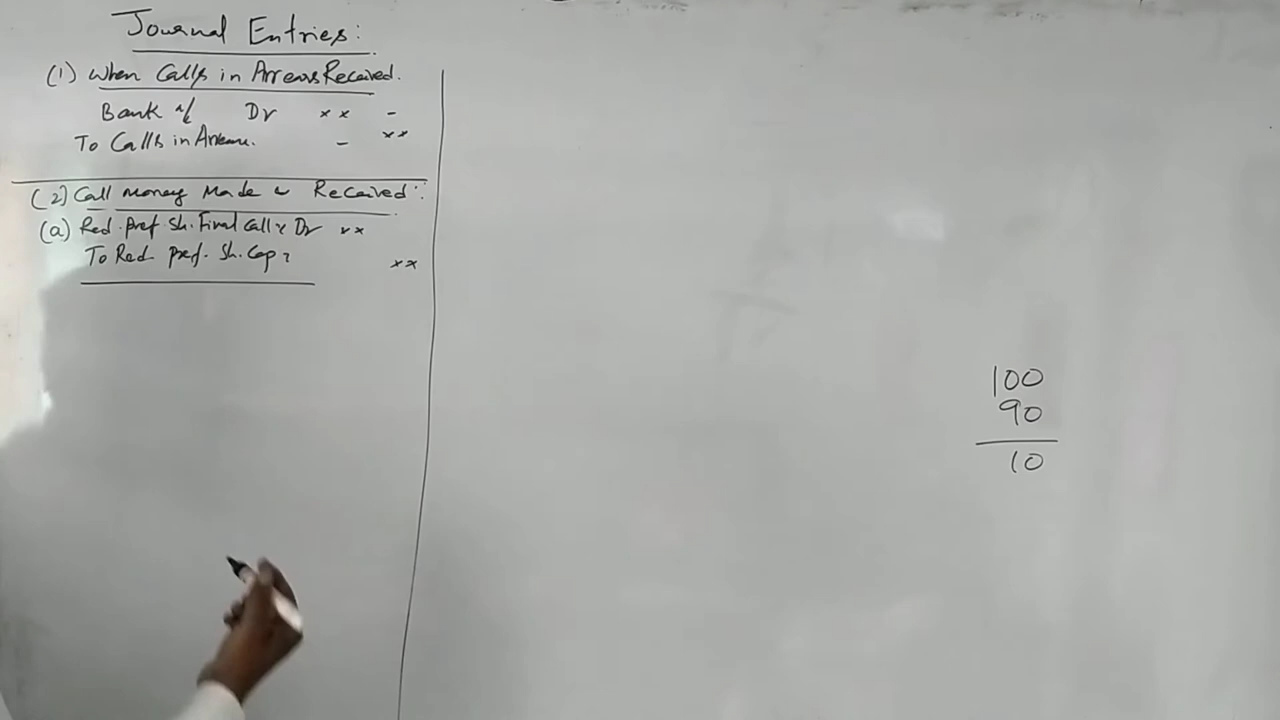 Journal Entries:
(1) When Calls in Arrears Received.
Bank a/c Dr xx -
To Calls in Arrears. - xx
(2) Call money Made & Received:
(a) Red. Pref Sh. Final Call a/c Dr xx
To Red. pref. Sh. Cap a/c xx
100
90
10